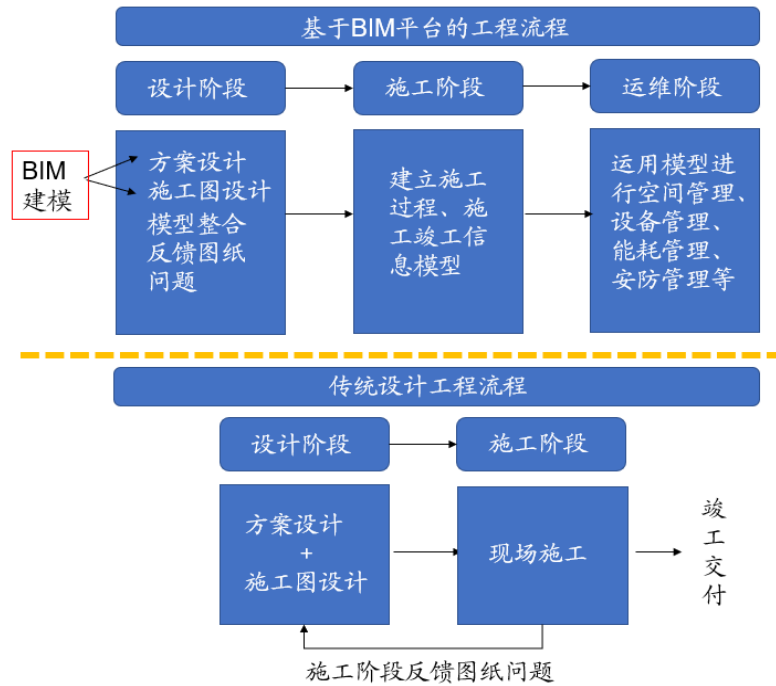 基于BIM平台的工程流程
设计阶段
施工阶段
运维阶段
BIM
建模
方案设计
施工图设计
模型整合
反馈图纸
问题
建立施工
过程、施
工竣工信
息模型
运用模型进
行空间管理、
设备管理、
能耗管理、
安防管理等
传统设计工程流程
设计阶段
施工阶段
方案设计
+
施工图设计
现场施工
竣
工
交
付
施工阶段反馈图纸问题